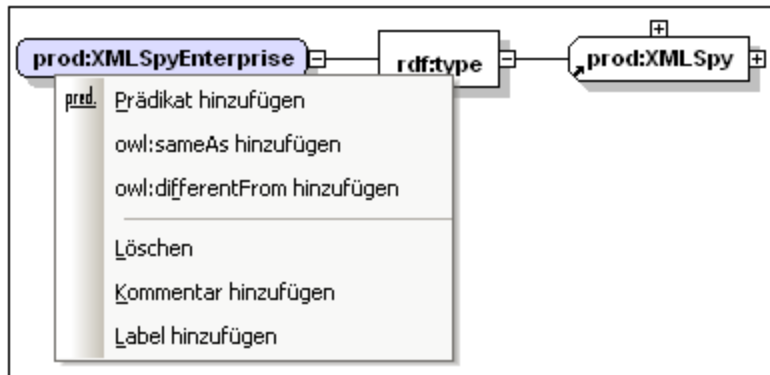 prod:XMLSpyEnterprise rdf:type prod:XMLSpy
pred. Prädikat hinzufügen
owl:sameAs hinzufügen
owl:differentFrom hinzufügen
Löschen
Kommentar hinzufügen
Label hinzufügen